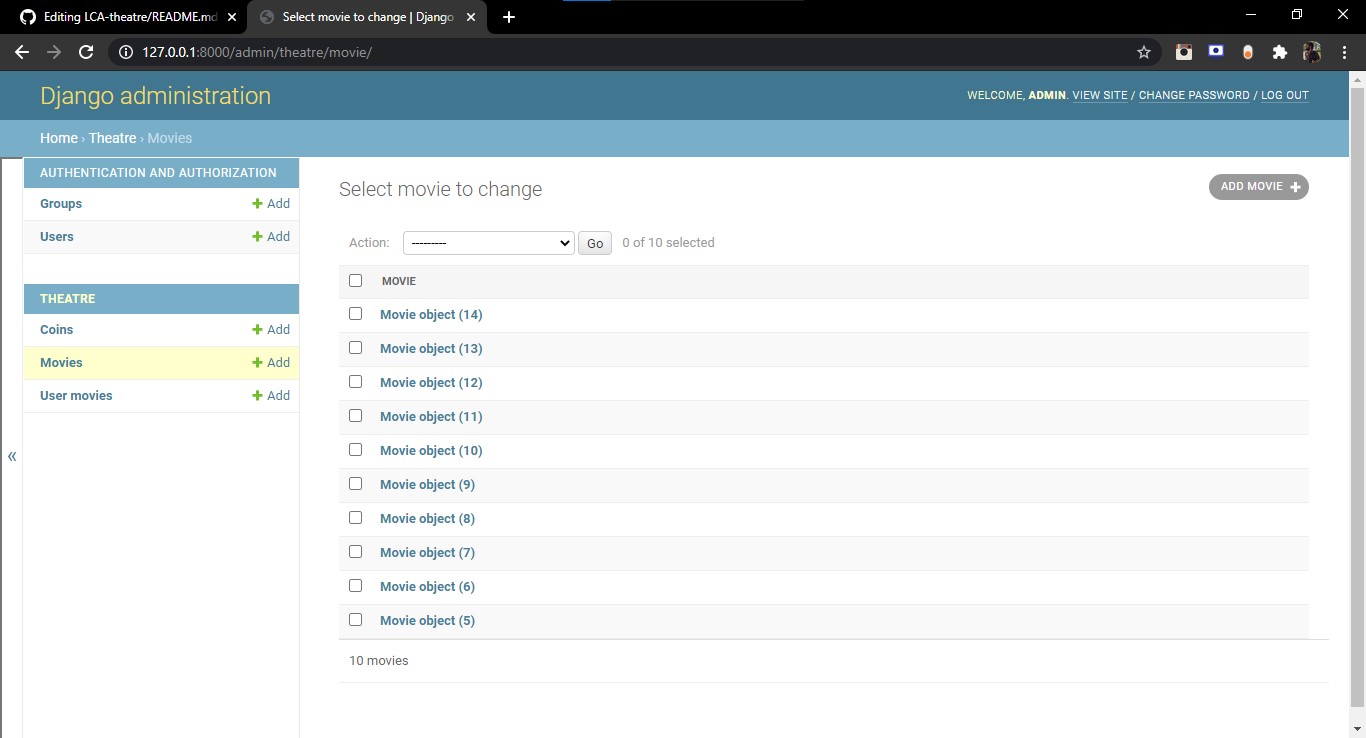 Editing LCA-theatre/README.md
Select movie to change | Django
127.0.0.1:8000/admin/theatre/movie/
Django administration
WELCOME, ADMIN. VIEW SITE / CHANGE PASSWORD / LOG OUT
Home › Theatre › Movies
AUTHENTICATION AND AUTHORIZATION
Groups
Add
Users
Add
THEATRE
Coins
Add
Movies
Add
User movies
Add
«
Select movie to change
ADD MOVIE
Action:
---------
Go
0 of 10 selected
MOVIE
Movie object (14)
Movie object (13)
Movie object (12)
Movie object (11)
Movie object (10)
Movie object (9)
Movie object (8)
Movie object (7)
Movie object (6)
Movie object (5)
10 movies